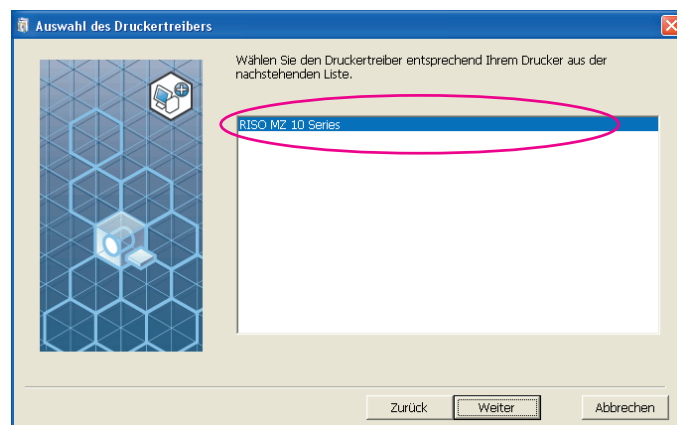 Auswahl des Druckertreibers
Wählen Sie den Druckertreiber entsprechend Ihrem Drucker aus der
nachstehenden Liste.
RISO MZ 10 Series
Zurück
Weiter
Abbrechen